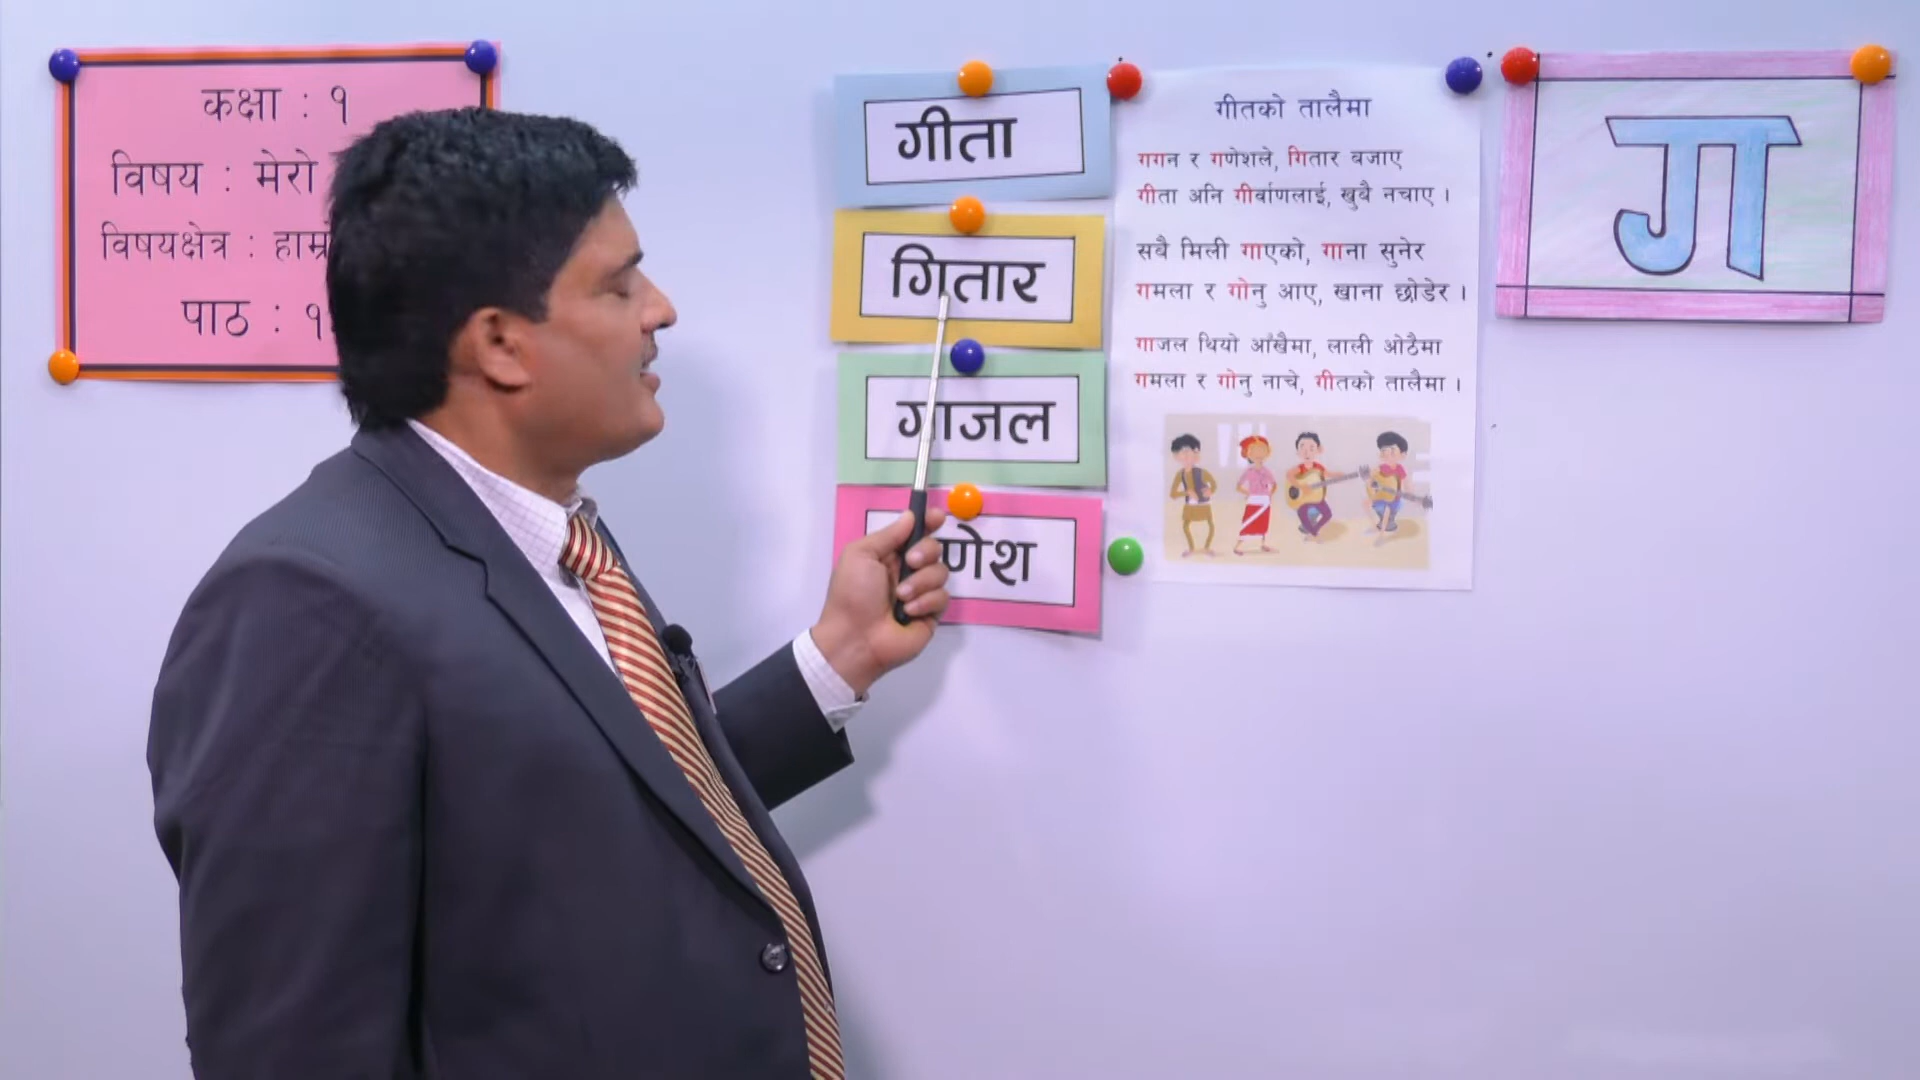 कक्षा : १
विषय : मेरो
विषयक्षेत्र :
पाठ :
गीता
गितार
गाजल
गीतको तालैमा
गगन र गणेशले, गितार बजाए
गीता अनि गीर्वाणलाई, खुबै नचाए ।
सबै मिली गाएको, गाना सुनेर
गमला र गोनु आए, खाना छोडेर ।
गाजल थियो आँखैमा, लाली ओठैमा
गमला र गोनु नाचे, गीतको तालैमा ।
ग